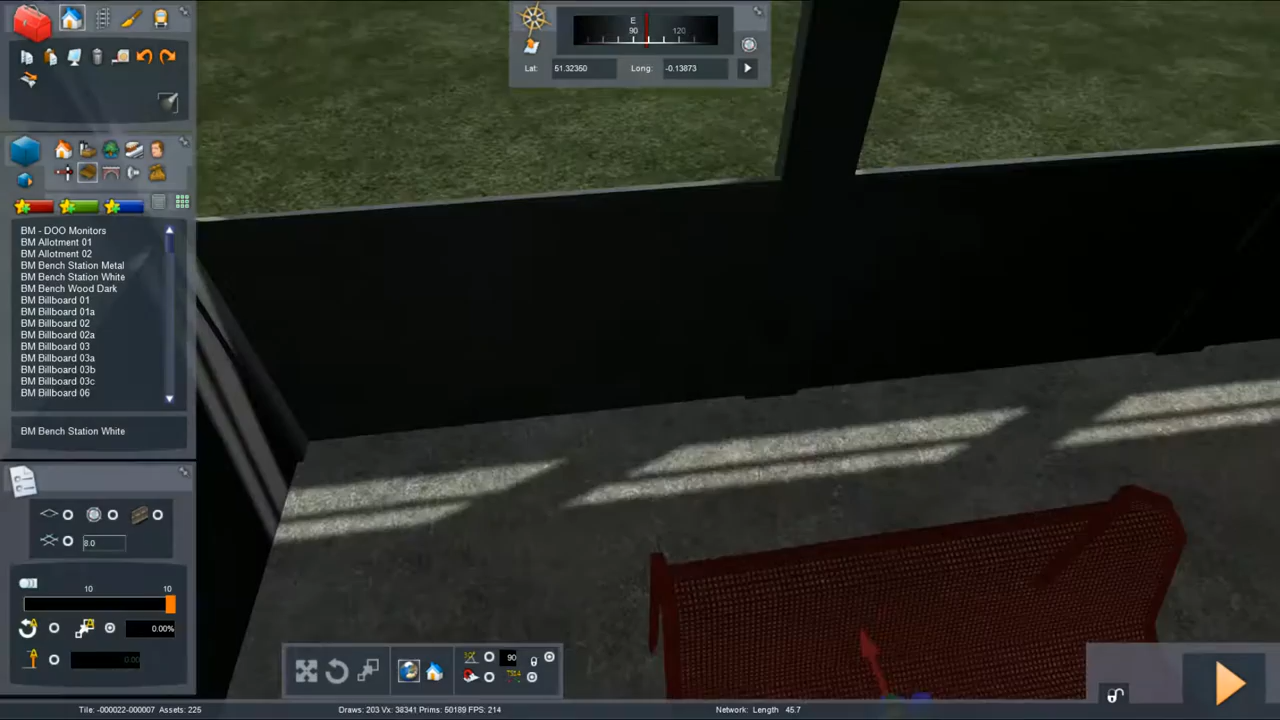 E
90 120
Lat: 51.32350 Long: -0.13873
BM - DOO Monitors
BM Allotment 01
BM Allotment 02
BM Bench Station Metal
BM Bench Station White
BM Bench Wood Dark
BM Billboard 01
BM Billboard 01a
BM Billboard 02
BM Billboard 02a
BM Billboard 03
BM Billboard 03a
BM Billboard 03b
BM Billboard 03c
BM Billboard 06
BM Bench Station White
8.0
10 10
0.00%
0.00
90
Tile: -000022-000007 Assets: 225 Draws: 203 Vx: 38341 Prims: 50189 FPS: 214 Network: Length 45.7